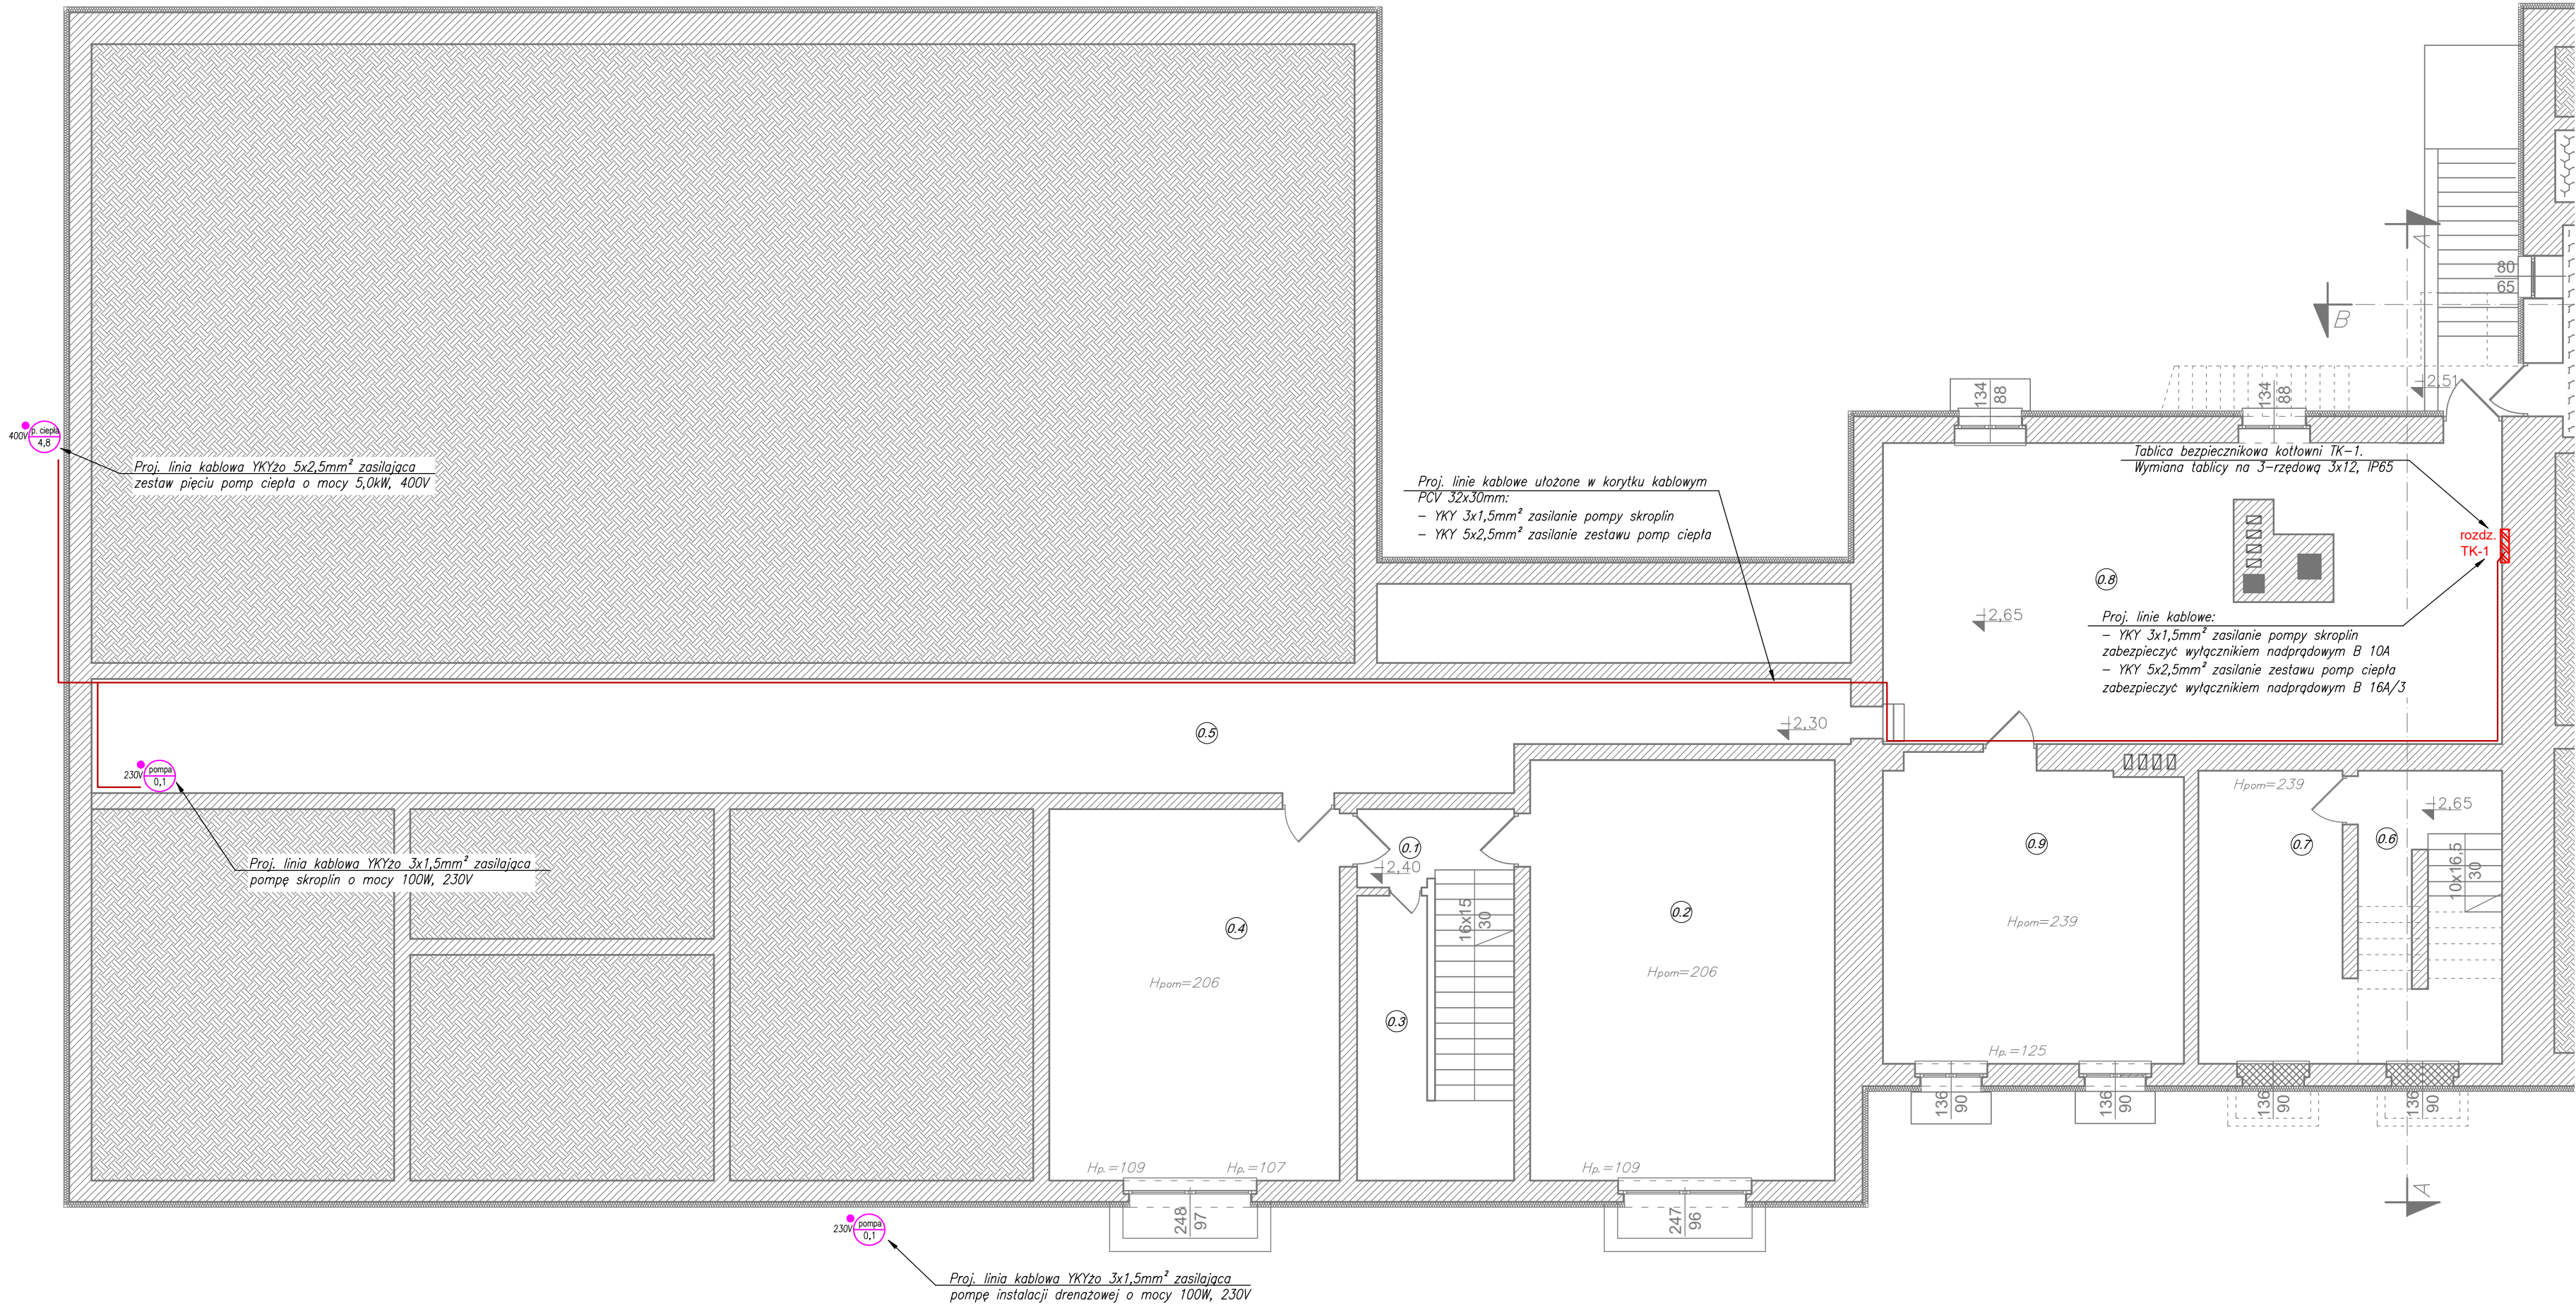 80
65
A
B
-2,51
134
88
134
88
400V
p. ciepła
4,8
Proj. linia kablowa YKYżo 5x2,5mm² zasilająca
zestaw pięciu pomp ciepła o mocy 5,0kW, 400V
Proj. linie kablowe ułożone w korytku kablowym
PCV 32x30mm:
- YKY 3x1,5mm² zasilanie pompy skroplin
- YKY 5x2,5mm² zasilanie zestawu pomp ciepła
Tablica bezpiecznikowa kotłowni TK-1.
Wymiana tablicy na 3-rzędową 3x12, IP65
rozdz.
TK-1
0.8
-2,65
Proj. linie kablowe:
- YKY 3x1,5mm² zasilanie pompy skroplin
zabezpieczyć wyłącznikiem nadprądowym B 10A
- YKY 5x2,5mm² zasilanie zestawu pomp ciepła
zabezpieczyć wyłącznikiem nadprądowym B 16A/3
0.5
-2,30
230V
pompa
0,1
Proj. linia kablowa YKYżo 3x1,5mm² zasilająca
pompę skroplin o mocy 100W, 230V
0.1
-2,40
0.4
Hpom=206
16x15
30
0.3
0.2
Hpom=206
0.9
Hpom=239
Hpom=239
0.7
0.6
-2,65
10x16,5
30
Hp.=125
Hp.=109
Hp.=107
Hp.=109
136
90
136
90
136
90
136
90
A
248
97
247
96
230V
pompa
0,1
Proj. linia kablowa YKYżo 3x1,5mm² zasilająca
pompę instalacji drenażowej o mocy 100W, 230V